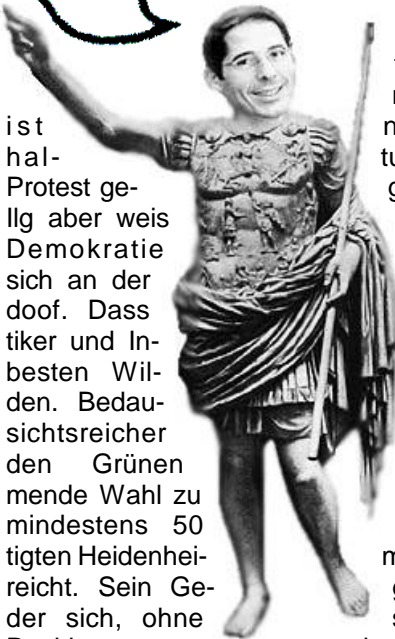 ist
hal-
Protest ge-
llg aber weis
Demokratie
sich an der
doof. Dass
tiker und In-
besten Wil-
den. Bedau-
sichtsreicher
den Grünen
mende Wahl zu
mindestens 50
tigten Heidenhei-
reicht. Sein Ge-
der sich, ohne
n
tu
g
m
g
s